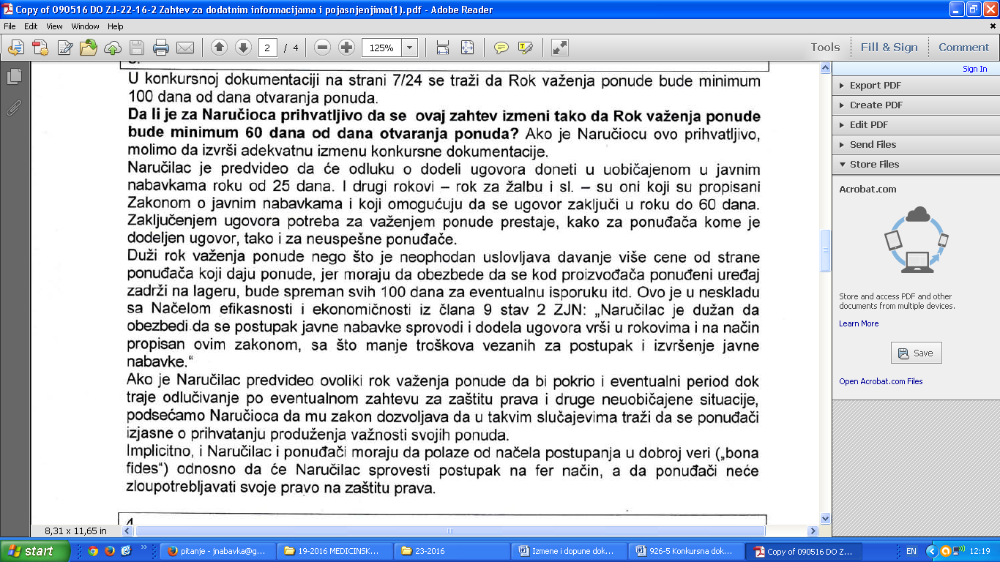 Copy of 090516 DO ZJ-22-16-2 Zahtev za dodatnim informacijama i pojasnjenjima(1).pdf - Adobe Reader
File Edit View Window Help
2 / 4 125% Tools Fill & Sign Comment
Sign In
U konkursnoj dokumentaciji na strani 7/24 se traži da Rok važenja ponude bude minimum
100 dana od dana otvaranja ponuda.
Da li je za Naručioca prihvatljivo da se ovaj zahtev izmeni tako da Rok važenja ponude
bude minimum 60 dana od dana otvaranja ponuda? Ako je Naručiocu ovo prihvatljivo,
molimo da izvrši adekvatnu izmenu konkursne dokumentacije.
Naručilac je predvideo da će odluku o dodeli ugovora doneti u uobičajenom u javnim
nabavkama roku od 25 dana. I drugi rokovi – rok za žalbu i sl. – su oni koji su propisani
Zakonom o javnim nabavkama i koji omogućuju da se ugovor zaključi u roku do 60 dana.
Zaključenjem ugovora potreba za važenjem ponude prestaje, kako za ponuđača kome je
dodeljen ugovor, tako i za neuspešne ponuđače.
Duži rok važenja ponude nego što je neophodan uslovljava davanje više cene od strane
ponuđača koji daju ponude, jer moraju da obezbede da se kod proizvođača ponuđeni uređaj
zadrži na lageru, bude spreman svih 100 dana za eventualnu isporuku itd. Ovo je u neskladu
sa Načelom efikasnosti i ekonomičnosti iz člana 9 stav 2 ZJN: „Naručilac je dužan da
obezbedi da se postupak javne nabavke sprovodi i dodela ugovora vrši u rokovima i na način
propisan ovim zakonom, sa što manje troškova vezanih za postupak i izvršenje javne
nabavke.“
Ako je Naručilac predvideo ovoliki rok važenja ponude da bi pokrio i eventualni period dok
traje odlučivanje po eventualnom zahtevu za zaštitu prava i druge neuobičajene situacije,
podsećamo Naručioca da mu zakon dozvoljava da u takvim slučajevima traži da se ponuđači
izjasne o prihvatanju produženja važnosti svojih ponuda.
Implicitno, i Naručilac i ponuđači moraju da polaze od načela postupanja u dobroj veri („bona
fides“) odnosno da će Naručilac sprovesti postupak na fer način, a da ponuđači neće
zloupotrebljavati svoje pravo na zaštitu prava.
Export PDF
Create PDF
Edit PDF
Send Files
Store Files
Acrobat.com
Store and access PDF and other
documents from multiple devices.
Learn More
Save
Open Acrobat.com Files
8,31 x 11,65 in
start pitanje - jnabavka@g... 19-2016 MEDICINSK... 23-2016 Izmene i dopune dok... 926-5 Konkursna dok... Copy of 090516 DO Z... EN 12:19